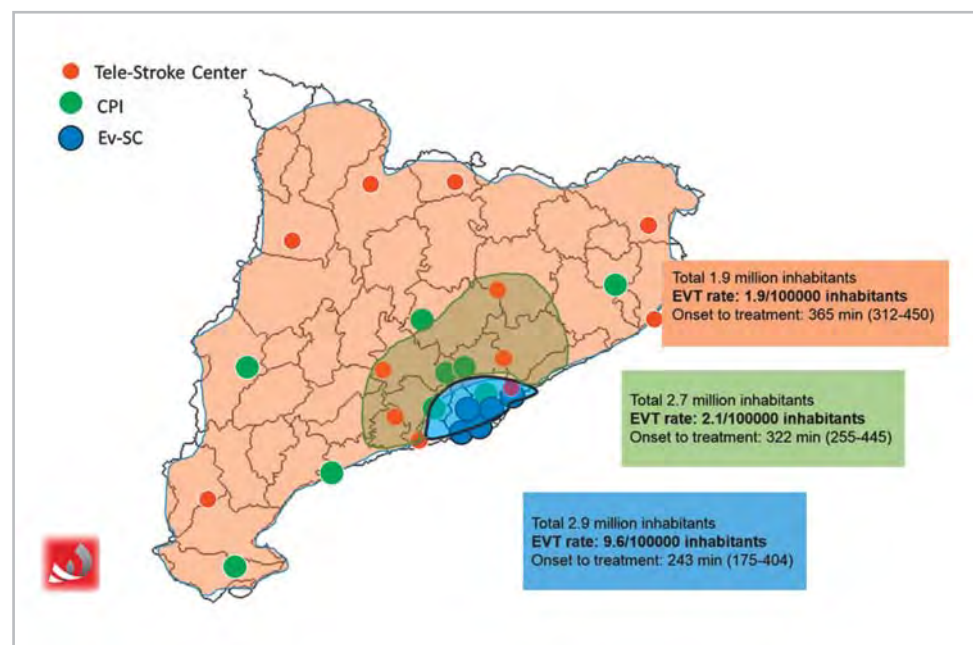 Tele-Stroke Center
CPI
Ev-SC
Total 1.9 million inhabitants
EVT rate: 1.9/100000 inhabitants
Onset to treatment: 365 min (312-450)
Total 2.7 million inhabitants
EVT rate: 2.1/100000 inhabitants
Onset to treatment: 322 min (255-445)
Total 2.9 million inhabitants
EVT rate: 9.6/100000 inhabitants
Onset to treatment: 243 min (175-404)